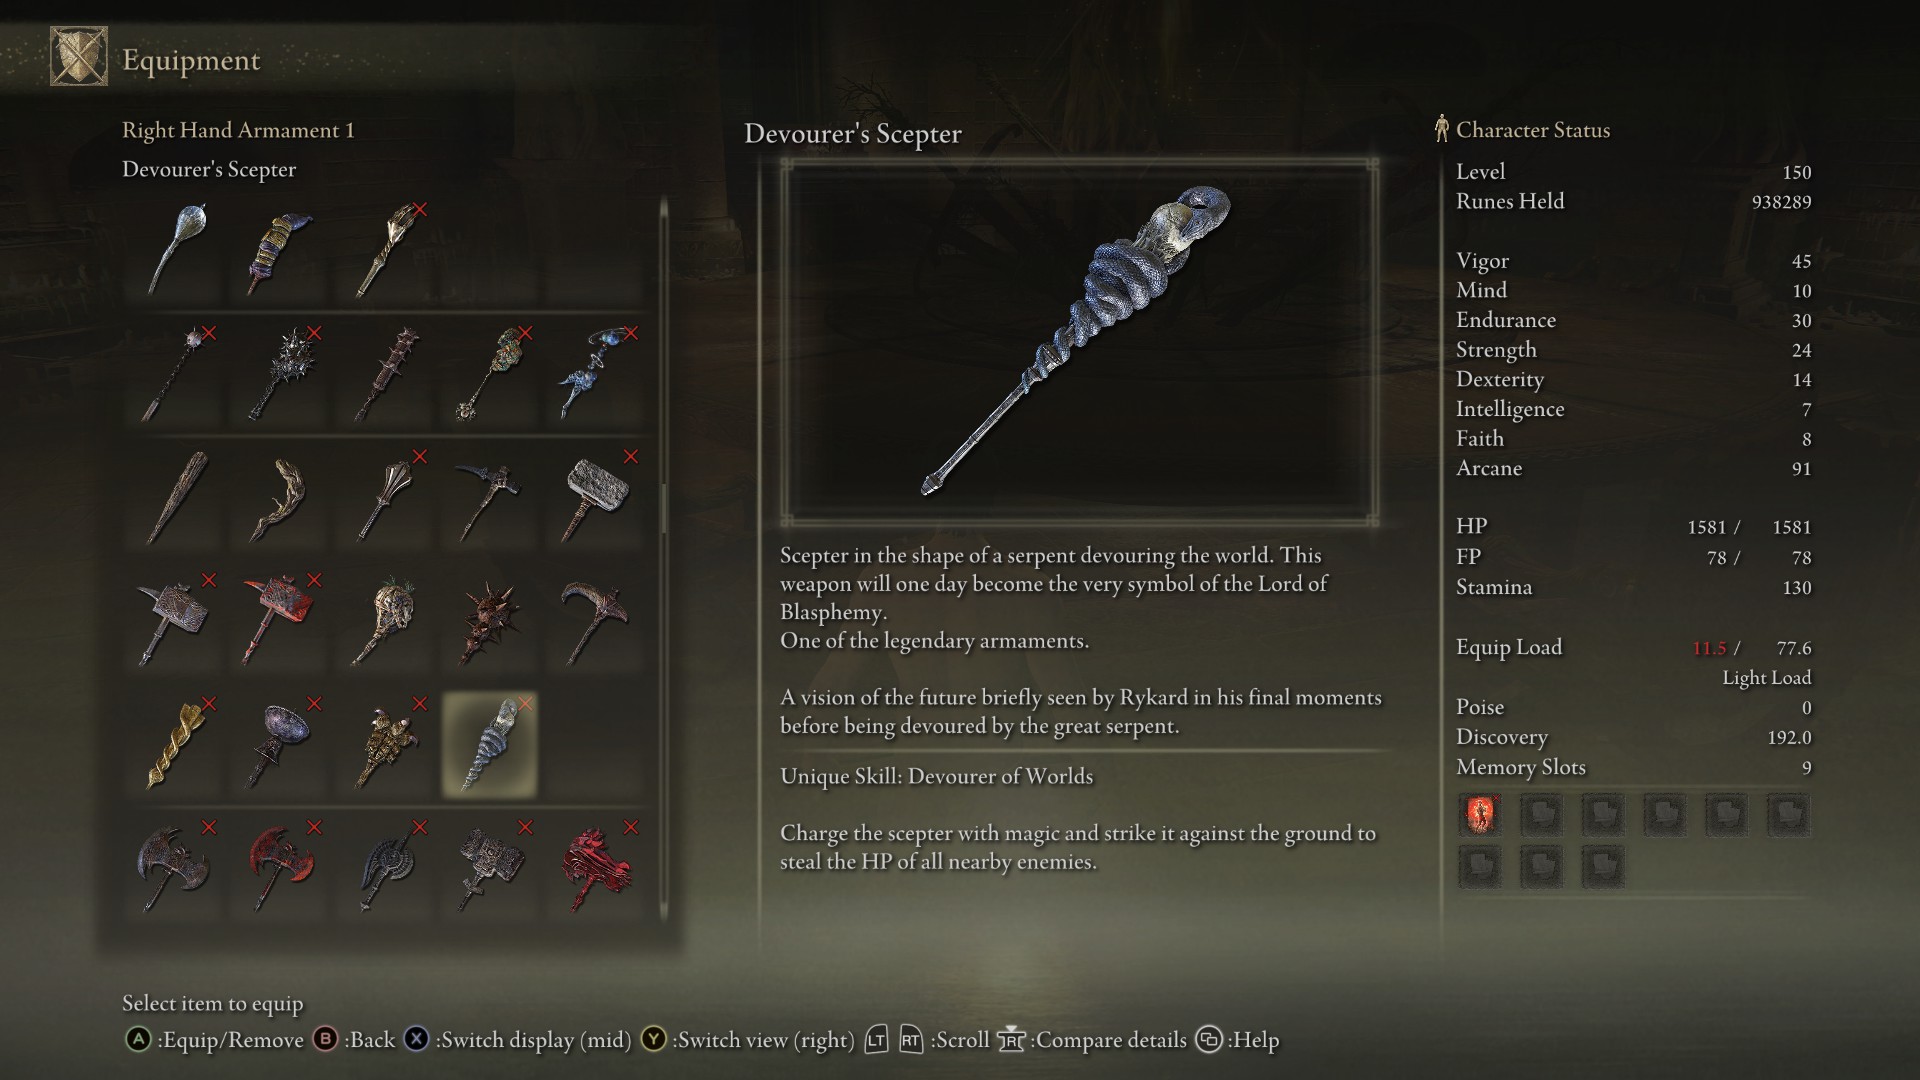 Equipment
Right Hand Armament 1
Devourer's Scepter
Devourer's Scepter
Scepter in the shape of a serpent devouring the world. This
weapon will one day become the very symbol of the Lord of
Blasphemy.
One of the legendary armaments.
A vision of the future briefly seen by Rykard in his final moments
before being devoured by the great serpent.
Unique Skill: Devourer of Worlds
Charge the scepter with magic and strike it against the ground to
steal the HP of all nearby enemies.
Character Status
Level 150
Runes Held 938289
Vigor 45
Mind 10
Endurance 30
Strength 24
Dexterity 14
Intelligence 7
Faith 8
Arcane 91
HP 1581 / 1581
FP 78 / 78
Stamina 130
Equip Load 11.5 / 77.6
Light Load
Poise 0
Discovery 192.0
Memory Slots 9
Select item to equip
A :Equip/Remove B :Back X :Switch display (mid) Y :Switch view (right) LT RT :Scroll R :Compare details :Help